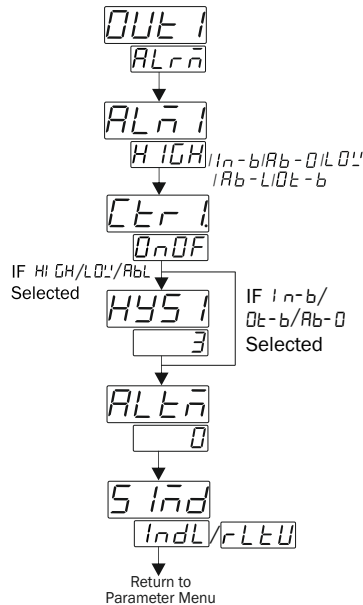 OUt 1
ALrm
ALm 1
HIGH /In-b/Ab-O/LOW
/Ab-L/Ot-b
Ctr 1.
OnOF
IF HIGH/LOW/AbL
Selected
HYS 1
3
IF In-b/
Ot-b/Ab-O
Selected
ALtm
0
S Imd
IndL/rLtU
Return to
Parameter Menu